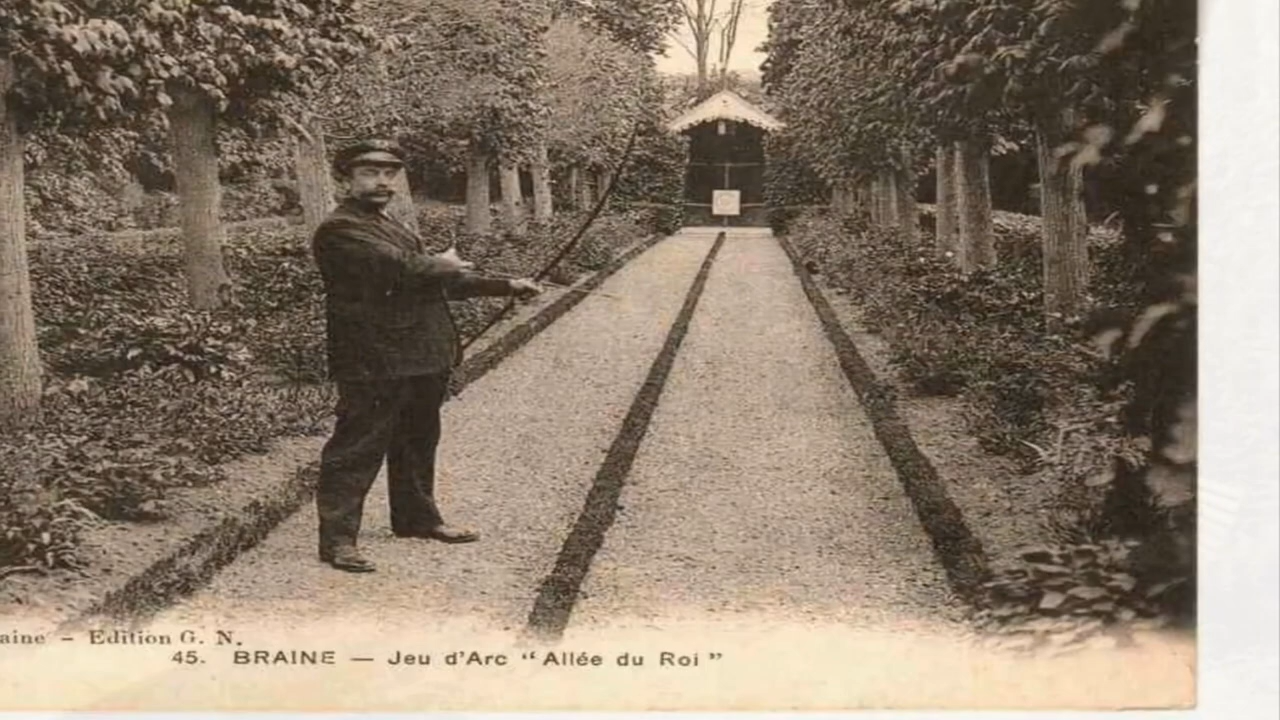 aine – Edition G. N.
45. BRAINE — Jeu d'Arc “Allée du Roi”